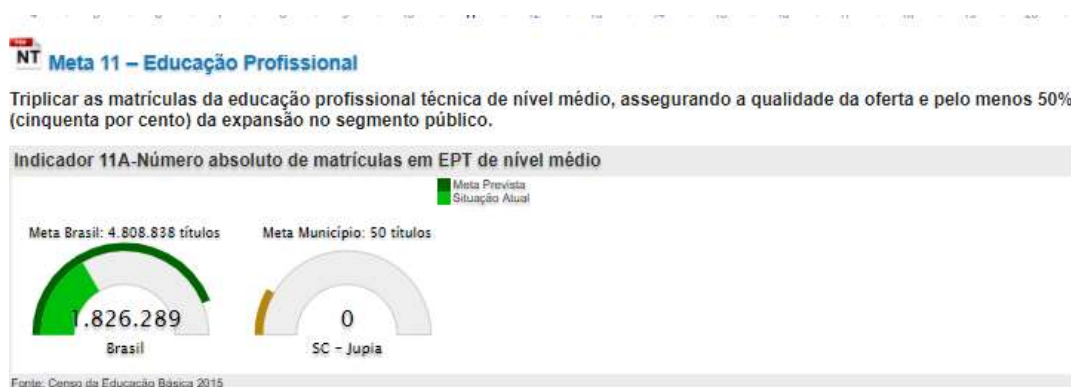 NT Meta 11 – Educação Profissional
Triplicar as matrículas da educação profissional técnica de nível médio, assegurando a qualidade da oferta e pelo menos 50%
(cinquenta por cento) da expansão no segmento público.
Indicador 11A-Número absoluto de matrículas em EPT de nível médio
Meta Prevista
Situação Atual
Meta Brasil: 4.808.838 títulos
Meta Município: 50 títulos
1.826.289
0
Brasil
SC - Jupia
Fonte: Censo da Educação Básica 2015